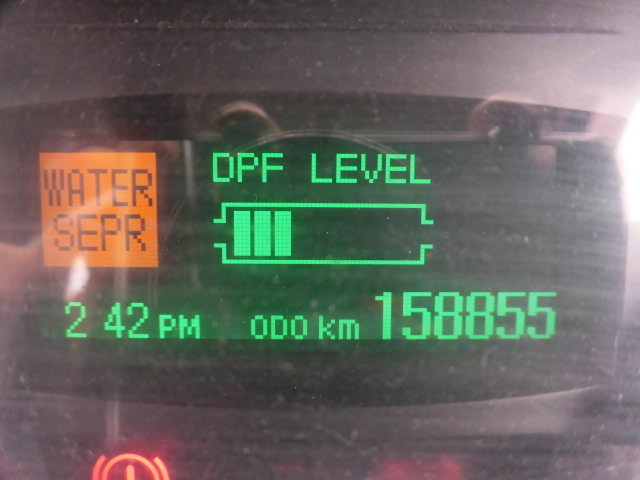 WATER
SEPR
DPF LEVEL
2 42 PM
ODO km 158855